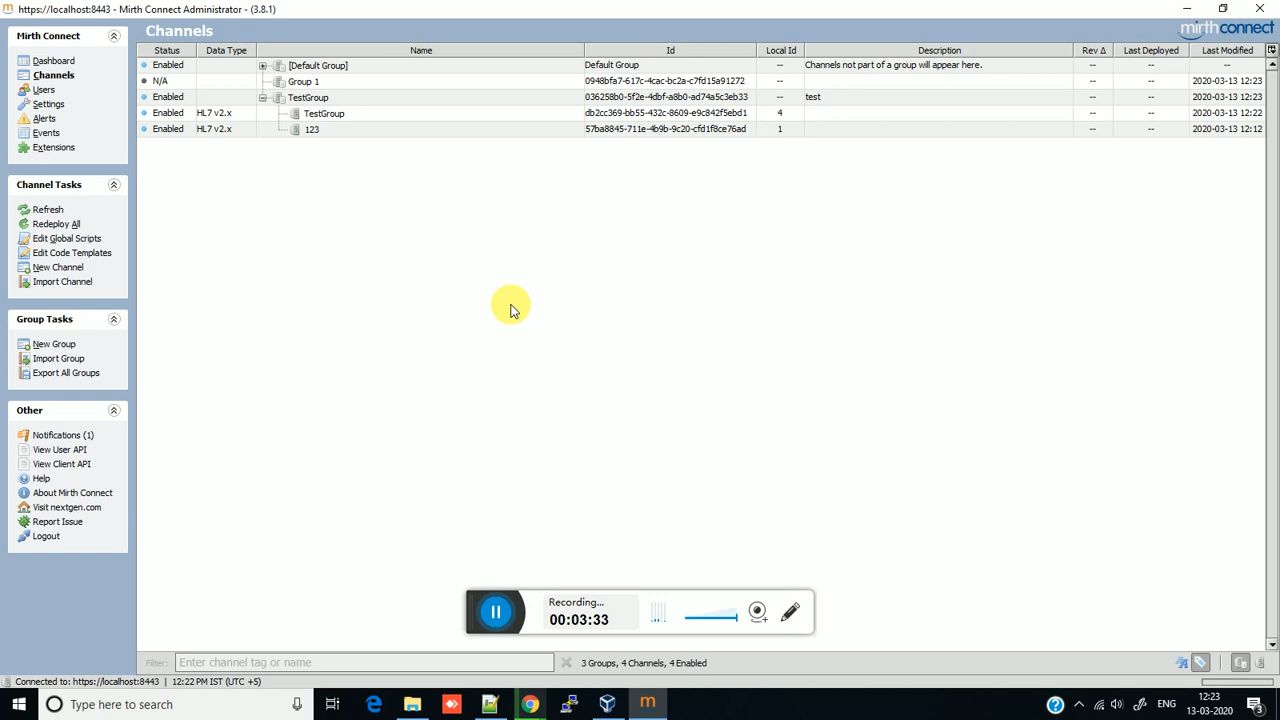 https://localhost:8443 - Mirth Connect Administrator - (3.8.1)
Mirth Connect
Dashboard
Channels
Users
Settings
Alerts
Events
Extensions
Channel Tasks
Refresh
Redeploy All
Edit Global Scripts
Edit Code Templates
New Channel
Import Channel
Group Tasks
New Group
Import Group
Export All Groups
Other
Notifications (1)
View User API
View Client API
Help
About Mirth Connect
Visit nextgen.com
Report Issue
Logout
Channels
mirthconnect
Status Data Type Name Id Local Id Description Rev Δ Last Deployed Last Modified
Enabled [Default Group] Default Group -- Channels not part of a group will appear here. -- --
N/A Group 1 0948bfa7-617c-4cac-bc2a-c7fd15a91272 -- -- -- 2020-03-13 12:23
Enabled TestGroup 036258b0-5f2e-4dbf-a8b0-ad74a5c3eb33 -- test -- -- 2020-03-13 12:23
Enabled HL7 v2.x TestGroup db2cc369-bb55-432c-8609-e9c842f5ebd1 4 -- -- 2020-03-13 12:22
Enabled HL7 v2.x 123 57ba8845-711e-4b9b-9c20-cfd1f8ce76ad 1 -- -- 2020-03-13 12:12
Recording...
00:03:33
Filter: Enter channel tag or name 3 Groups, 4 Channels, 4 Enabled
Connected to: https://localhost:8443 12:22 PM IST (UTC +5)
Type here to search
ENG
12:23
13-03-2020
3